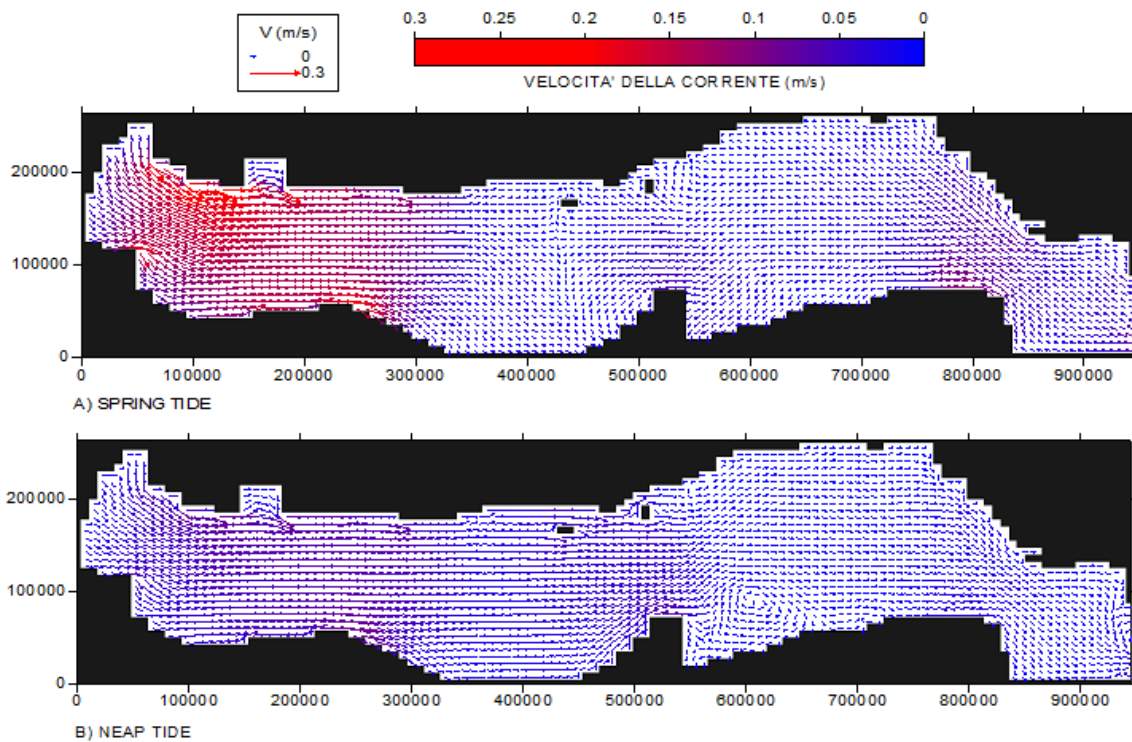 V (m/s)
0
0.3
0.3 0.25 0.2 0.15 0.1 0.05 0
VELOCITA' DELLA CORRENTE (m/s)
200000
100000
0
0 100000 200000 300000 400000 500000 600000 700000 800000 900000
A) SPRING TIDE
200000
100000
0
0 100000 200000 300000 400000 500000 600000 700000 800000 900000
B) NEAP TIDE